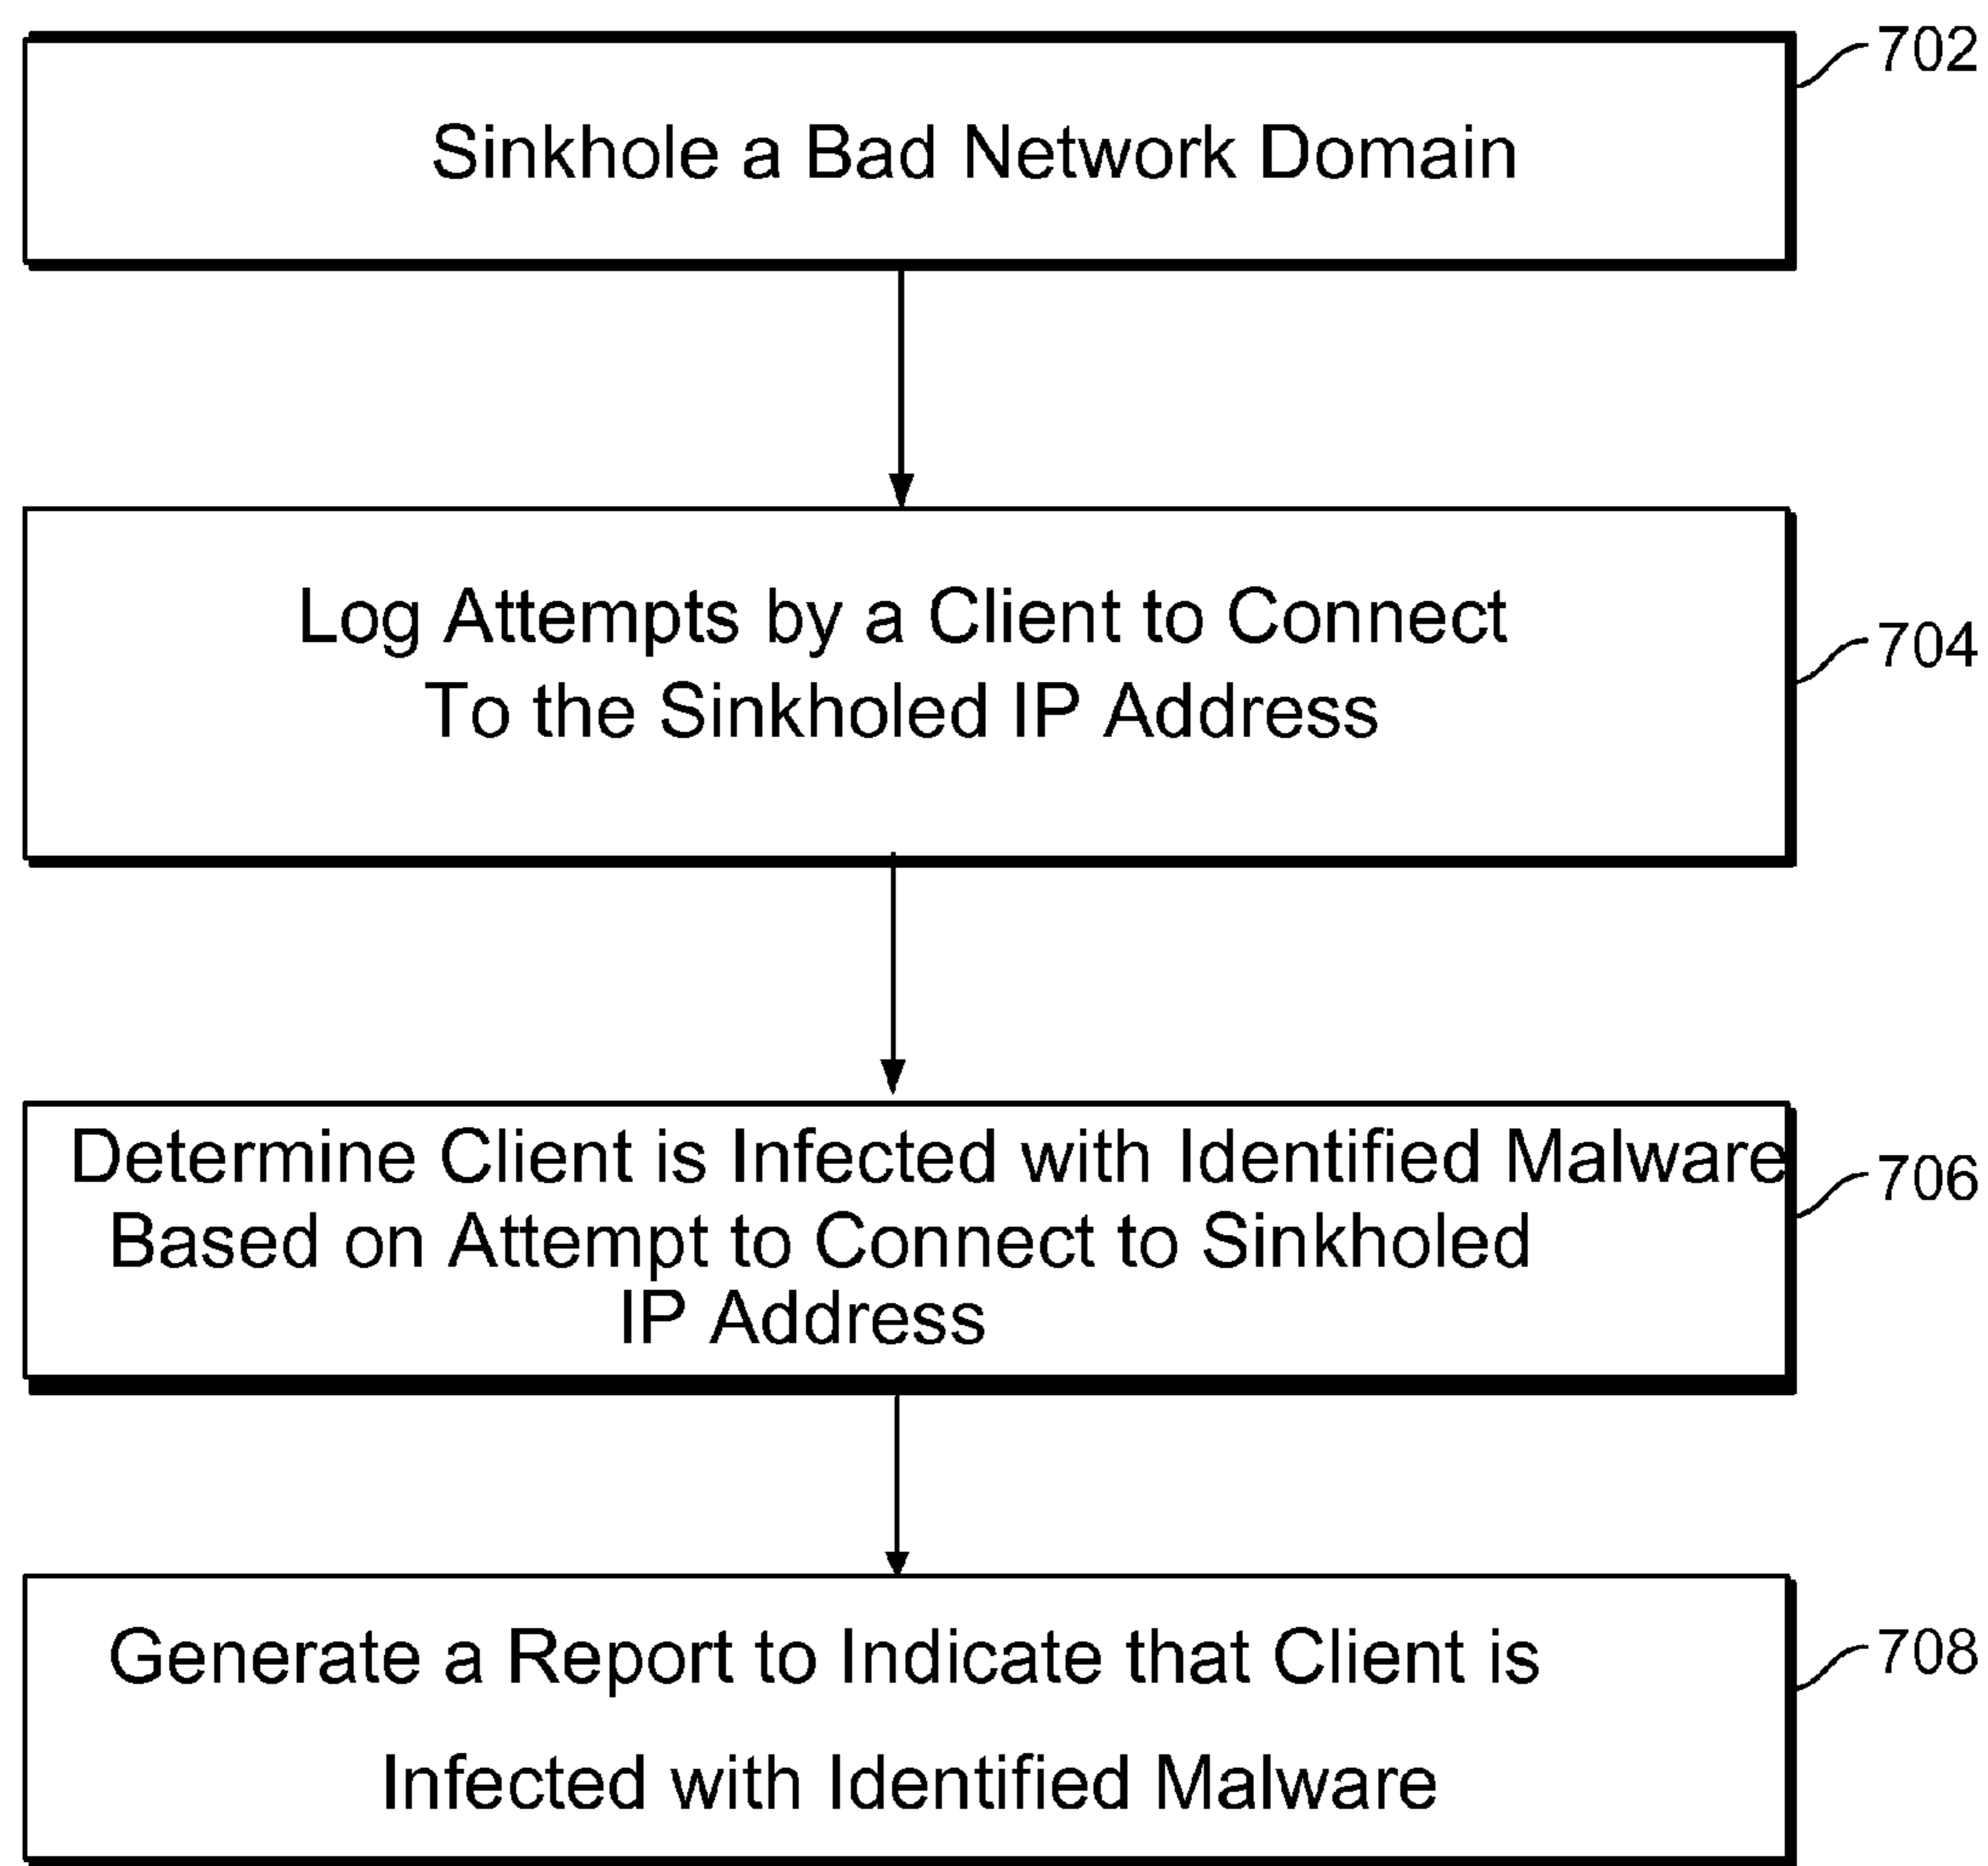 702
Sinkhole a Bad Network Domain
Log Attempts by a Client to Connect
704
To the Sinkholed IP Address
Determine Client is Infected with Identified Malware
706
Based on Attempt to Connect to Sinkholed
IP Address
Generate a Report to Indicate that Client is
708
Infected with Identified Malware